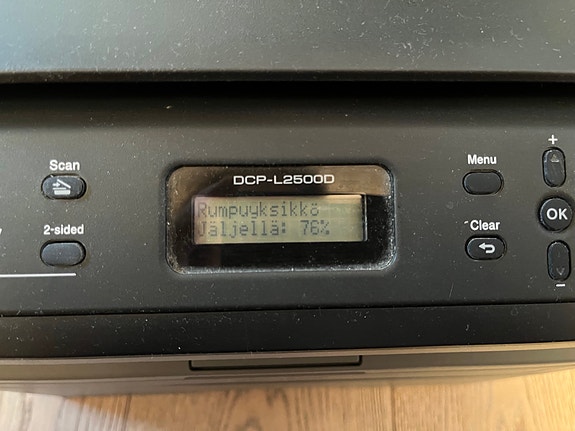 Scan
2-sided
DCP-L2500D
Rumpuyksikkö
Jäljellä: 76%
Menu
Clear
+
OK
-